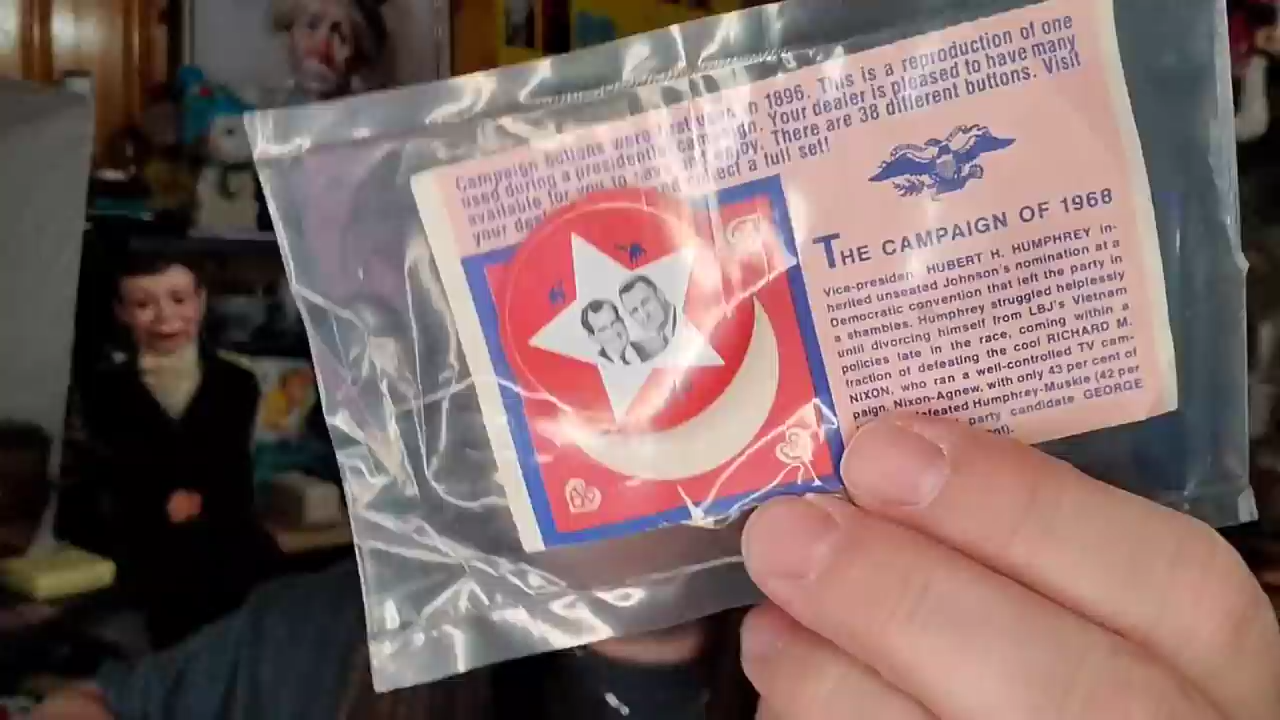 Campaign buttons were first used in 1896. This is a reproduction of one
used during a presidential campaign. Your dealer is pleased to have many
available for you to enjoy. There are 38 different buttons. Visit
your and collect a full set!
THE CAMPAIGN OF 1968
Vice-president HUBERT H. HUMPHREY in-
herited unseated Johnson's nomination at a
Democratic convention that left the party in
a shambles. Humphrey struggled helplessly
until divorcing himself from LBJ's Vietnam
policies late in the race, coming within a
fraction of defeating the cool RICHARD M.
NIXON, who ran a well-controlled TV cam-
paign. Nixon-Agnew, with only 43 per cent of
defeated Humphrey-Muskie (42 per
party candidate GEORGE